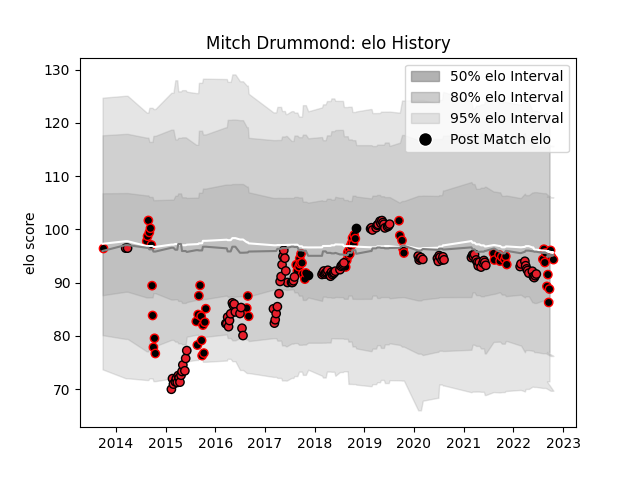 Mitch Drummond: elo History
50% elo Interval
80% elo Interval
95% elo Interval
Post Match elo
elo score
130
120
110
100
90
80
70
2014 2015 2016 2017 2018 2019 2020 2021 2022 2023